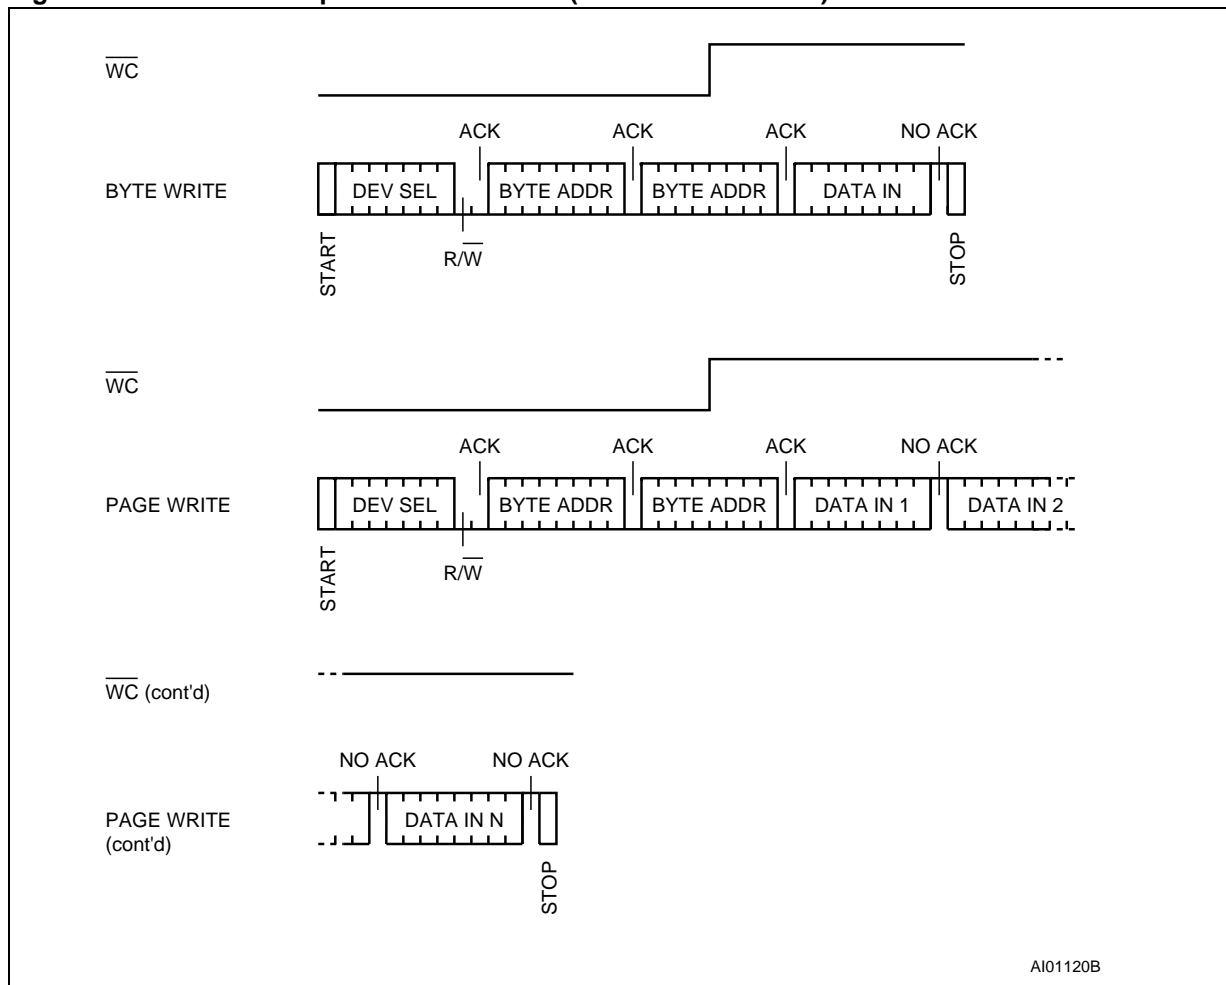 WC
ACK ACK ACK NO ACK
BYTE WRITE DEV SEL BYTE ADDR BYTE ADDR DATA IN
R/W
START
STOP
WC
ACK ACK ACK NO ACK
PAGE WRITE DEV SEL BYTE ADDR BYTE ADDR DATA IN 1 DATA IN 2
R/W
START
WC (cont'd)
NO ACK NO ACK
PAGE WRITE DATA IN N
(cont'd)
STOP
AI01120B